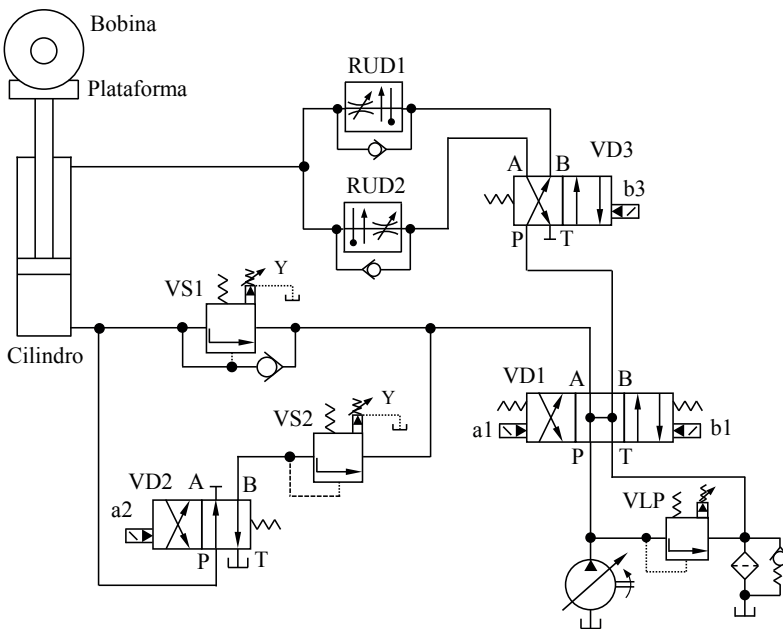 Bobina
Plataforma
RUD1
A
B
VD3
b3
RUD2
P
T
VS1
Y
Cilindro
VD1
A
B
a1
b1
P
T
VS2
Y
VD2
A
B
a2
P
T
VLP